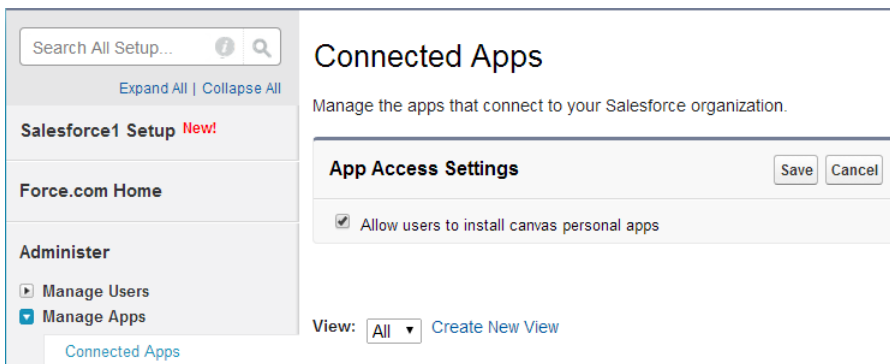 Search All Setup...
Expand All | Collapse All
Salesforce1 Setup New!
Force.com Home
Administer
Manage Users
Manage Apps
Connected Apps
Connected Apps
Manage the apps that connect to your Salesforce organization.
App Access Settings
Save Cancel
Allow users to install canvas personal apps
View: All Create New View